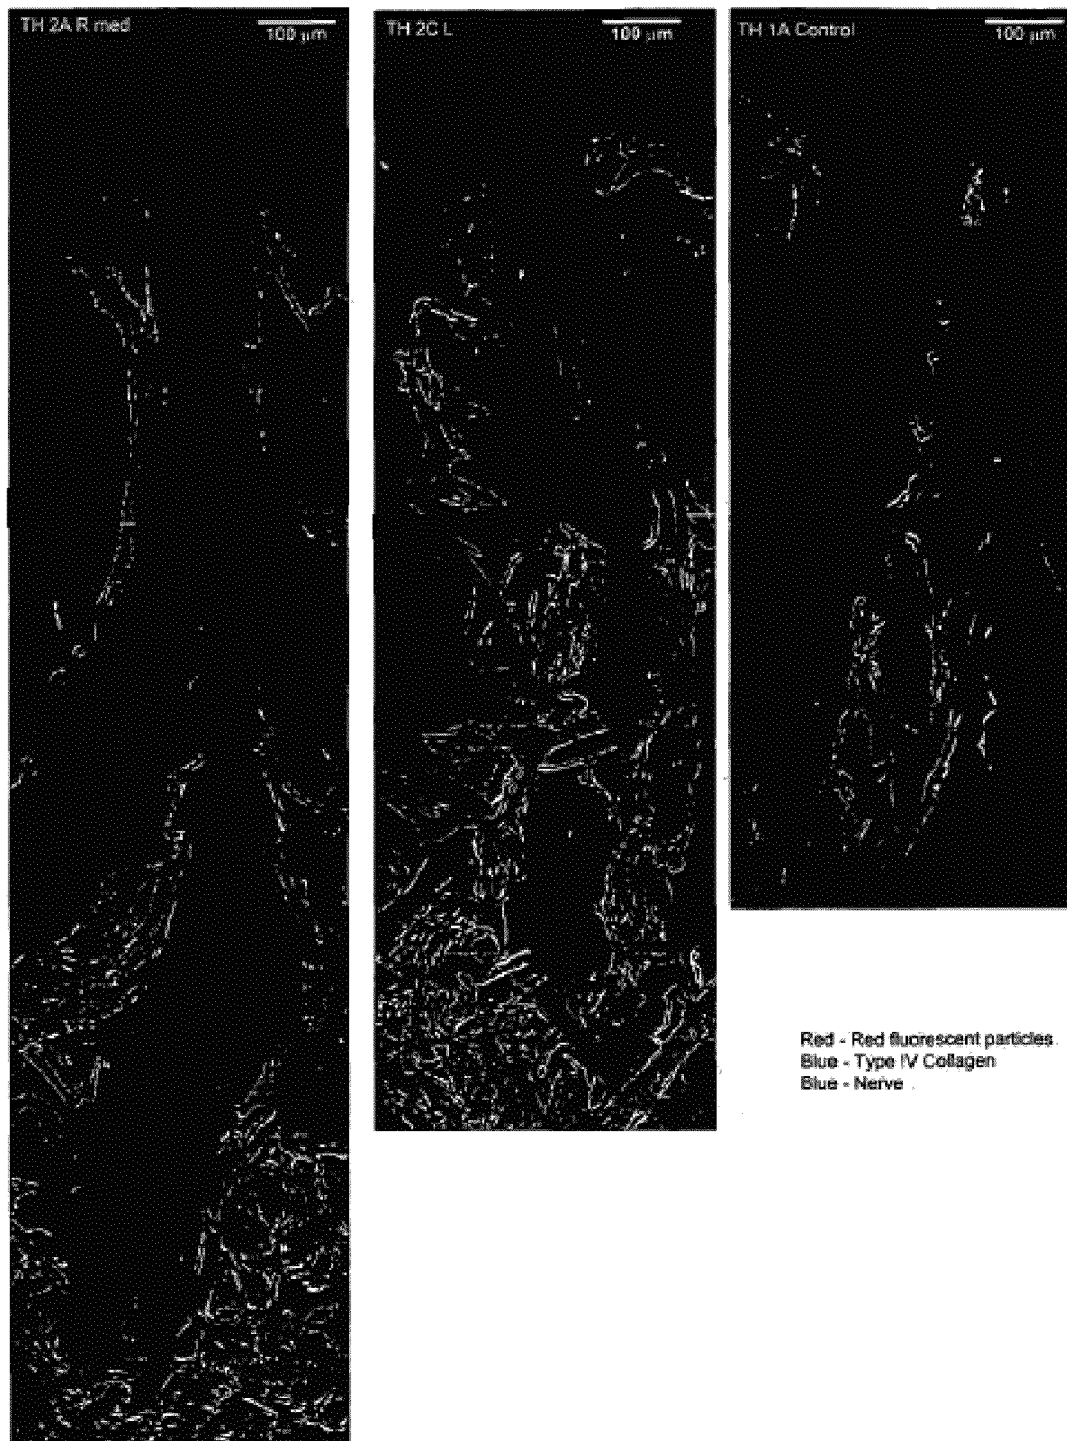 TH 2A R med
100 µm
TH 2C L
100 µm
TH 1A Control
100 µm
Red - Red fluorescent particles
Blue - Type IV Collagen
Blue - Nerve